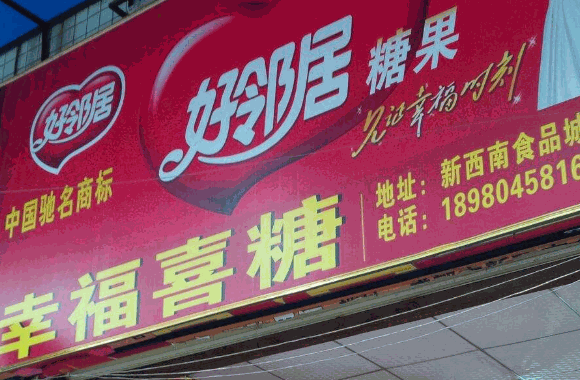 好邻居
中国驰名商标
好邻居糖果
见证幸福时刻
幸福喜糖
地址：新西南食品城
电话：1898045816